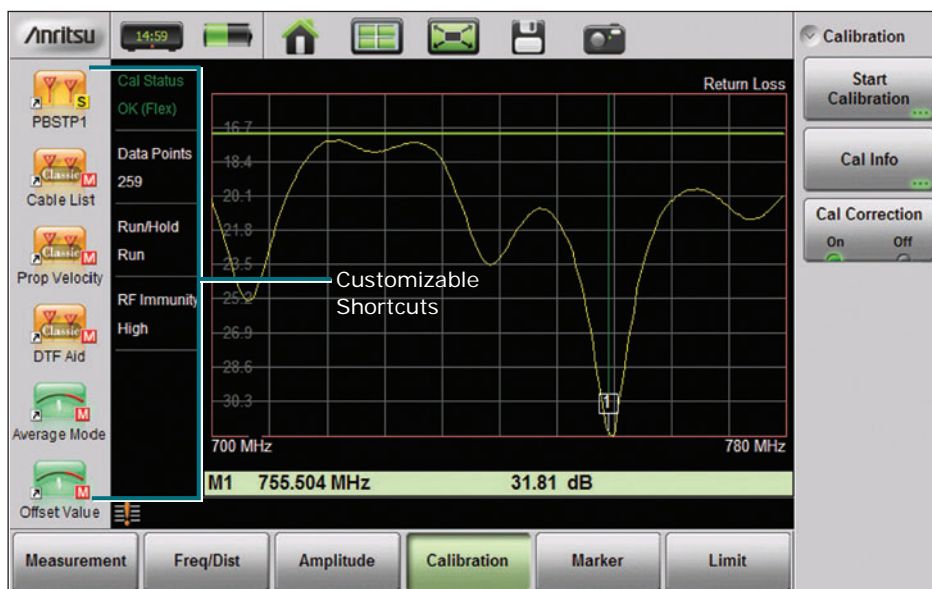 Anritsu
14:59
Calibration
PBSTP1
S
Classic M
Cable List
Classic M
Prop Velocity
Classic M
DTF Aid
M
Average Mode
M
Offset Value
Cal Status
OK (Flex)
Data Points
259
Run/Hold
Run
RF Immunity
High
Return Loss
16.7
18.4
20.1
21.8
23.5
25.2
26.9
28.6
30.3
1
700 MHz
780 MHz
Customizable
Shortcuts
M1 755.504 MHz 31.81 dB
Start
Calibration
Cal Info
Cal Correction
On Off
Measurement Freq/Dist Amplitude Calibration Marker Limit